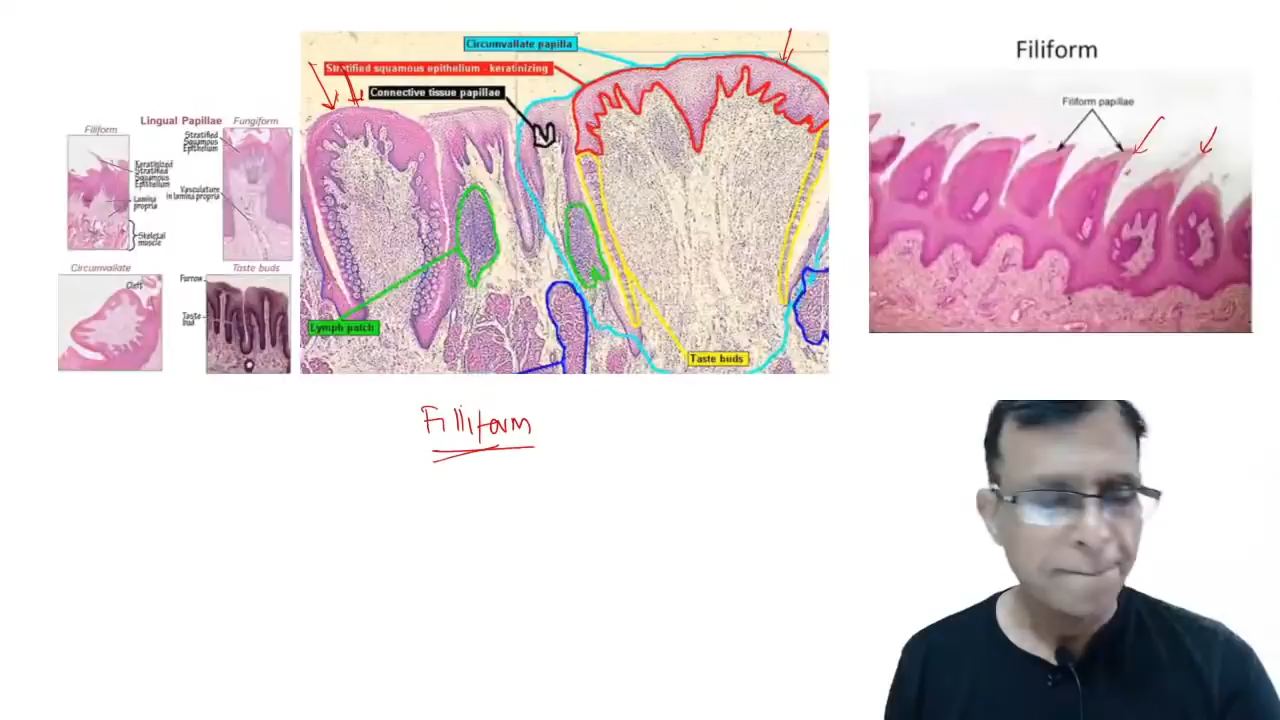 Lingual Papillae
Filiform
Fungiform
Stratified
Squamous
Epithelium
Keratinized
Stratified
Squamous
Epithelium
Vasculature
in lamina propria
Lamina
propria
Skeletal
muscle
Circumvallate
Cleft
Taste buds
Furrow
Taste
bud
Circumvallate papilla
Stratified squamous epithelium - keratinizing
Connective tissue papillae
Lymph patch
Taste buds
Filiform
Filiform papillae
Filliform